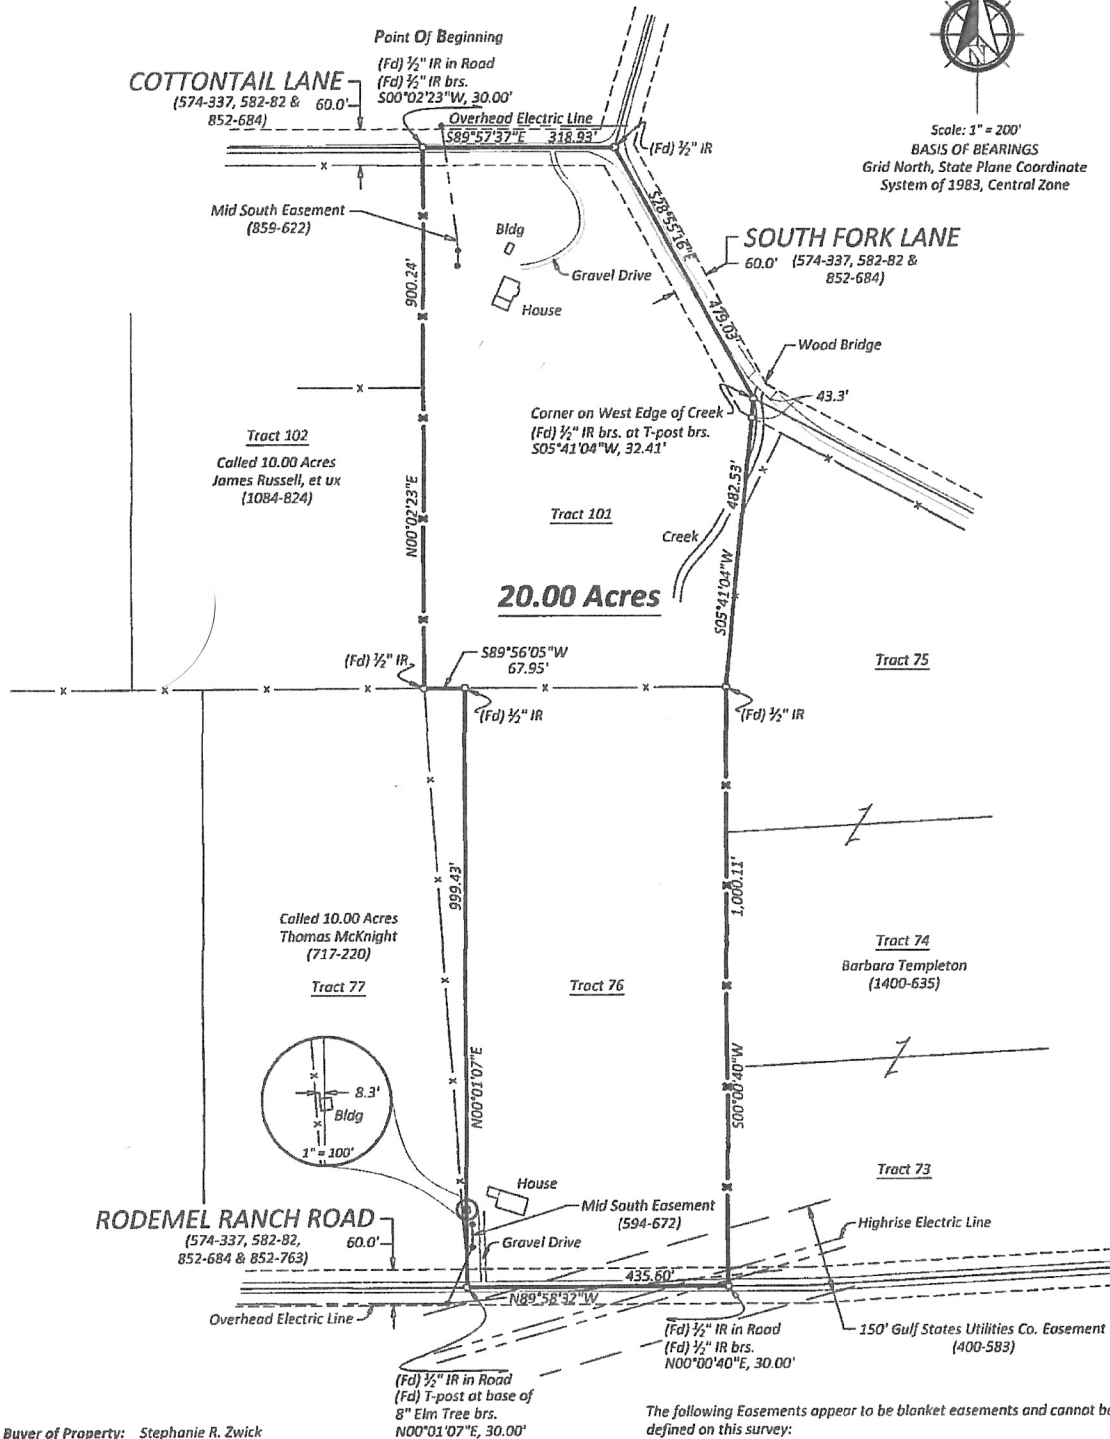 Point Of Beginning
(Fd) ½" IR in Road
(Fd) ½" IR brs.
S00°02'23"W, 30.00'
COTTONTAIL LANE
(574-337, 582-82 &
852-684)
60.0'
Overhead Electric Line
S89°57'37"E 318.93'
(Fd) ½" IR
N
Scale: 1" = 200'
BASIS OF BEARINGS
Grid North, State Plane Coordinate
System of 1983, Central Zone
Mid South Easement
(859-622)
Bldg
S28°55'16"E
SOUTH FORK LANE
60.0' (574-337, 582-82 &
852-684)
900.24'
Gravel Drive
House
479.03'
Wood Bridge
43.3'
Corner on West Edge of Creek
(Fd) ½" IR brs. at T-post brs.
S05°41'04"W, 32.41'
Tract 102
Called 10.00 Acres
James Russell, et ux
(1084-824)
N00°02'23"E
482.53'
Tract 101
Creek
20.00 Acres
S05°41'04"W
(Fd) ½" IR
S89°56'05"W
67.95'
Tract 75
(Fd) ½" IR
(Fd) ½" IR
999.43'
1,000.11'
Called 10.00 Acres
Thomas McKnight
(717-220)
Tract 77
Tract 76
Tract 74
Barbara Templeton
(1400-635)
8.3'
Bldg
1" = 100'
N00°01'07"E
S00°00'40"W
Tract 73
House
Mid South Easement
(594-672)
RODEMEL RANCH ROAD
(574-337, 582-82,
852-684 & 852-763)
60.0'
Gravel Drive
Highrise Electric Line
435.60'
N89°58'32"W
Overhead Electric Line
(Fd) ½" IR in Road
(Fd) ½" IR brs.
N00°00'40"E, 30.00'
150' Gulf States Utilities Co. Easement
(400-583)
(Fd) ½" IR in Road
(Fd) T-post at base of
8" Elm Tree brs.
N00°01'07"E, 30.00'
The following Easements appear to be blanket easements and cannot be
defined on this survey:
Buyer of Property: Stephanie R. Zwick